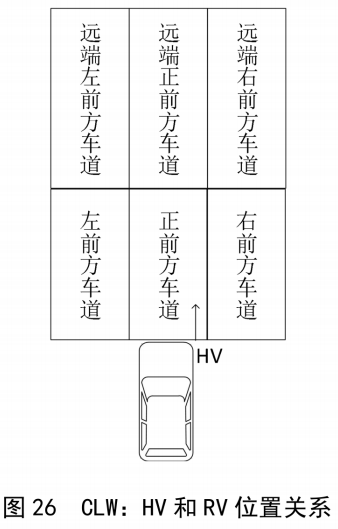 远端左前方车道
远端正前方车道
远端右前方车道
左前方车道
正前方车道
右前方车道
HV
图 26 CLW：HV 和 RV 位置关系